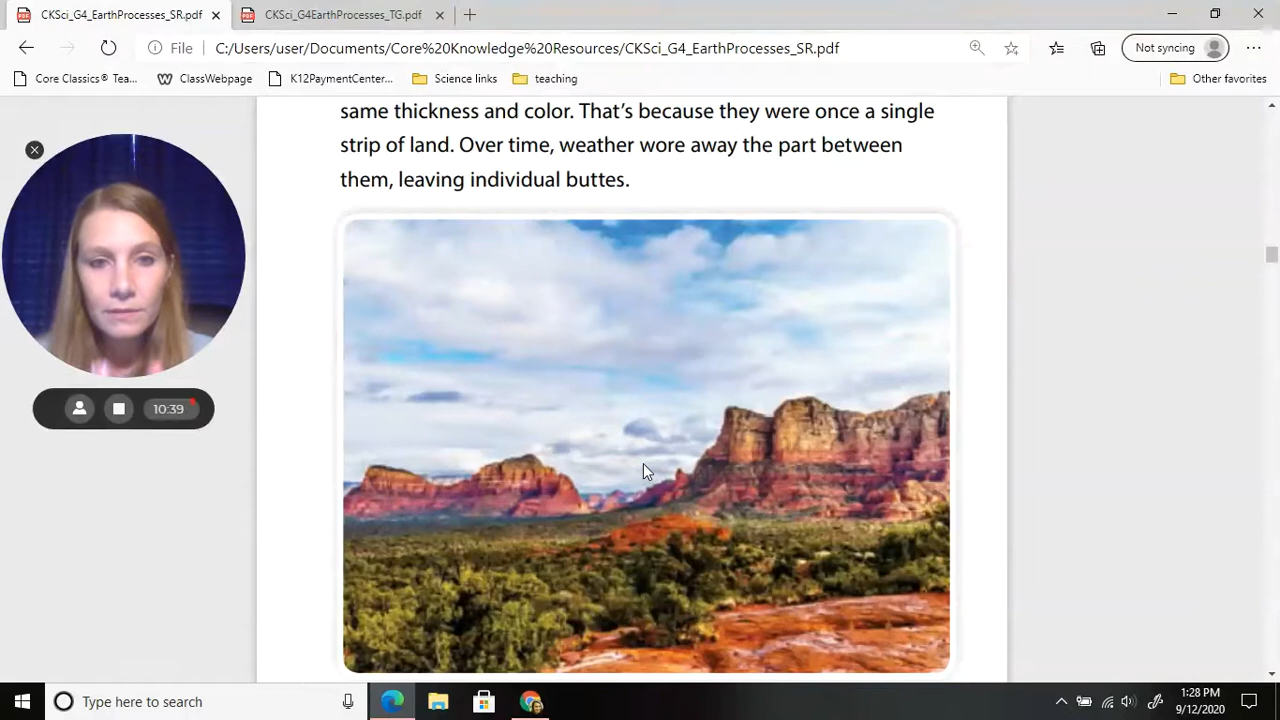 CKSci_G4_EarthProcesses_SR.pdf
CKSci_G4EarthProcesses_TG.pdf
File
C:/Users/user/Documents/Core%20Knowledge%20Resources/CKSci_G4_EarthProcesses_SR.pdf
Not syncing
Core Classics® Tea...
ClassWebpage
K12PaymentCenter...
Science links
teaching
Other favorites
same thickness and color. That's because they were once a single
strip of land. Over time, weather wore away the part between
them, leaving individual buttes.
10:39
Type here to search
1:28 PM
9/12/2020